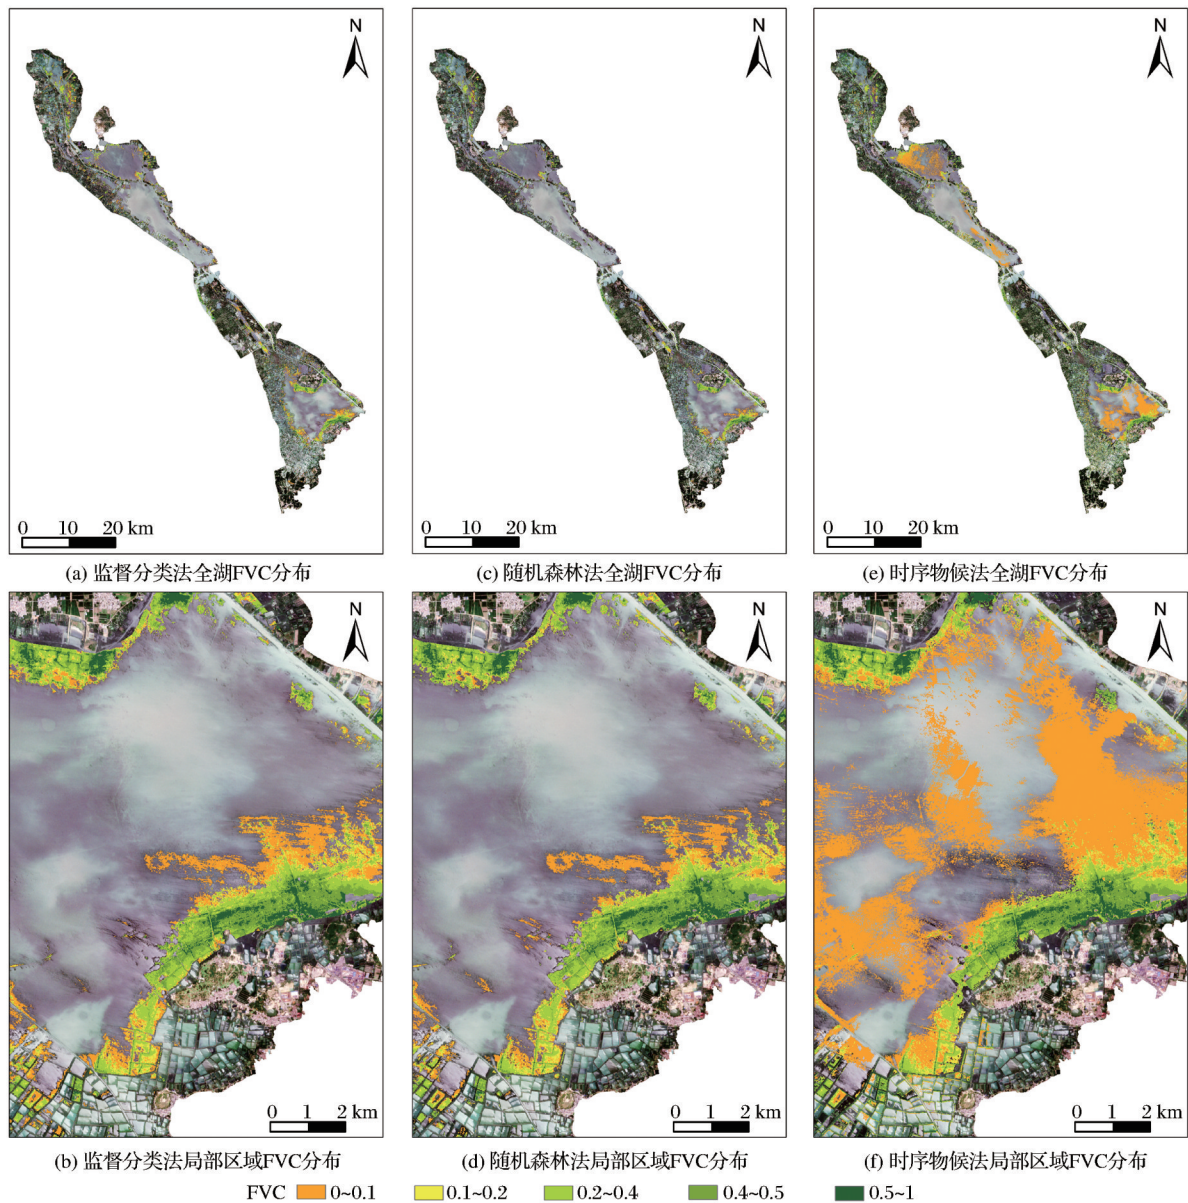 N
N
N
0 10 20 km
0 10 20 km
0 10 20 km
(a) 监督分类法全湖FVC分布
(c) 随机森林法全湖FVC分布
(e) 时序物候法全湖FVC分布
N
N
N
0 1 2 km
0 1 2 km
0 1 2 km
(b) 监督分类法局部区域FVC分布
(d) 随机森林法局部区域FVC分布
(f) 时序物候法局部区域FVC分布
FVC 0~0.1 0.1~0.2 0.2~0.4 0.4~0.5 0.5~1